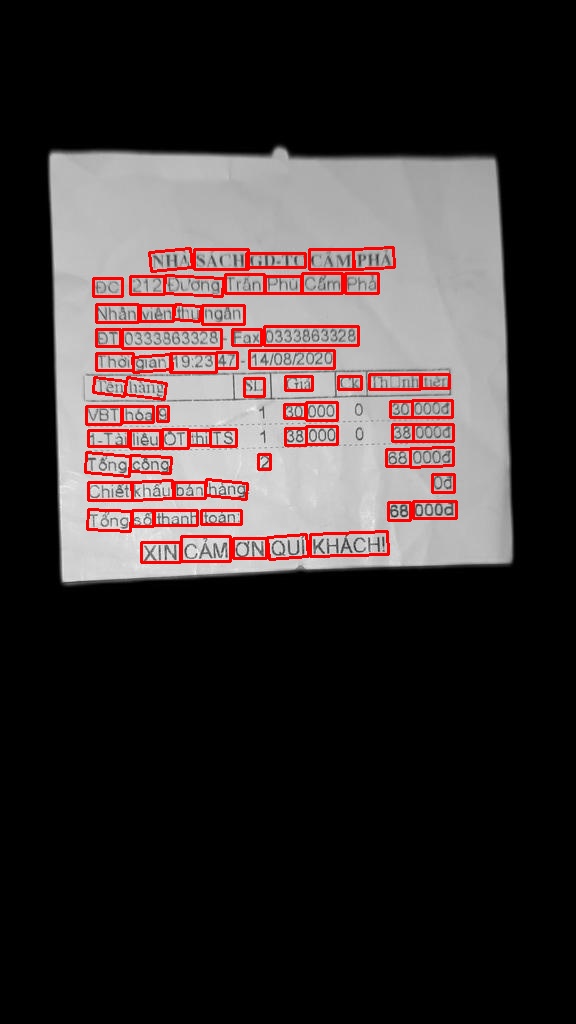 NHÀ SÁCH GD-TC CẨM PHẢ
ĐC 212 Đường Trần Phú Cẩm Phả
Nhân viên thu ngân
ĐT 0333863328 - Fax 0333863328
Thời gian 19:23 47 - 14/08/2020
Tên hàng SL Giá Ck Th□nh tiền
VBT hóa 9 1 30 000 0 30 000đ
1-Tài liệu ÔT thi TS 1 38 000 0 38 000đ
Tổng cộng 2 68 000đ
Chiết khấu bán hàng 0đ
Tổng số thanh toán 68 000đ
XIN CẢM ƠN QUÍ KHÁCH!